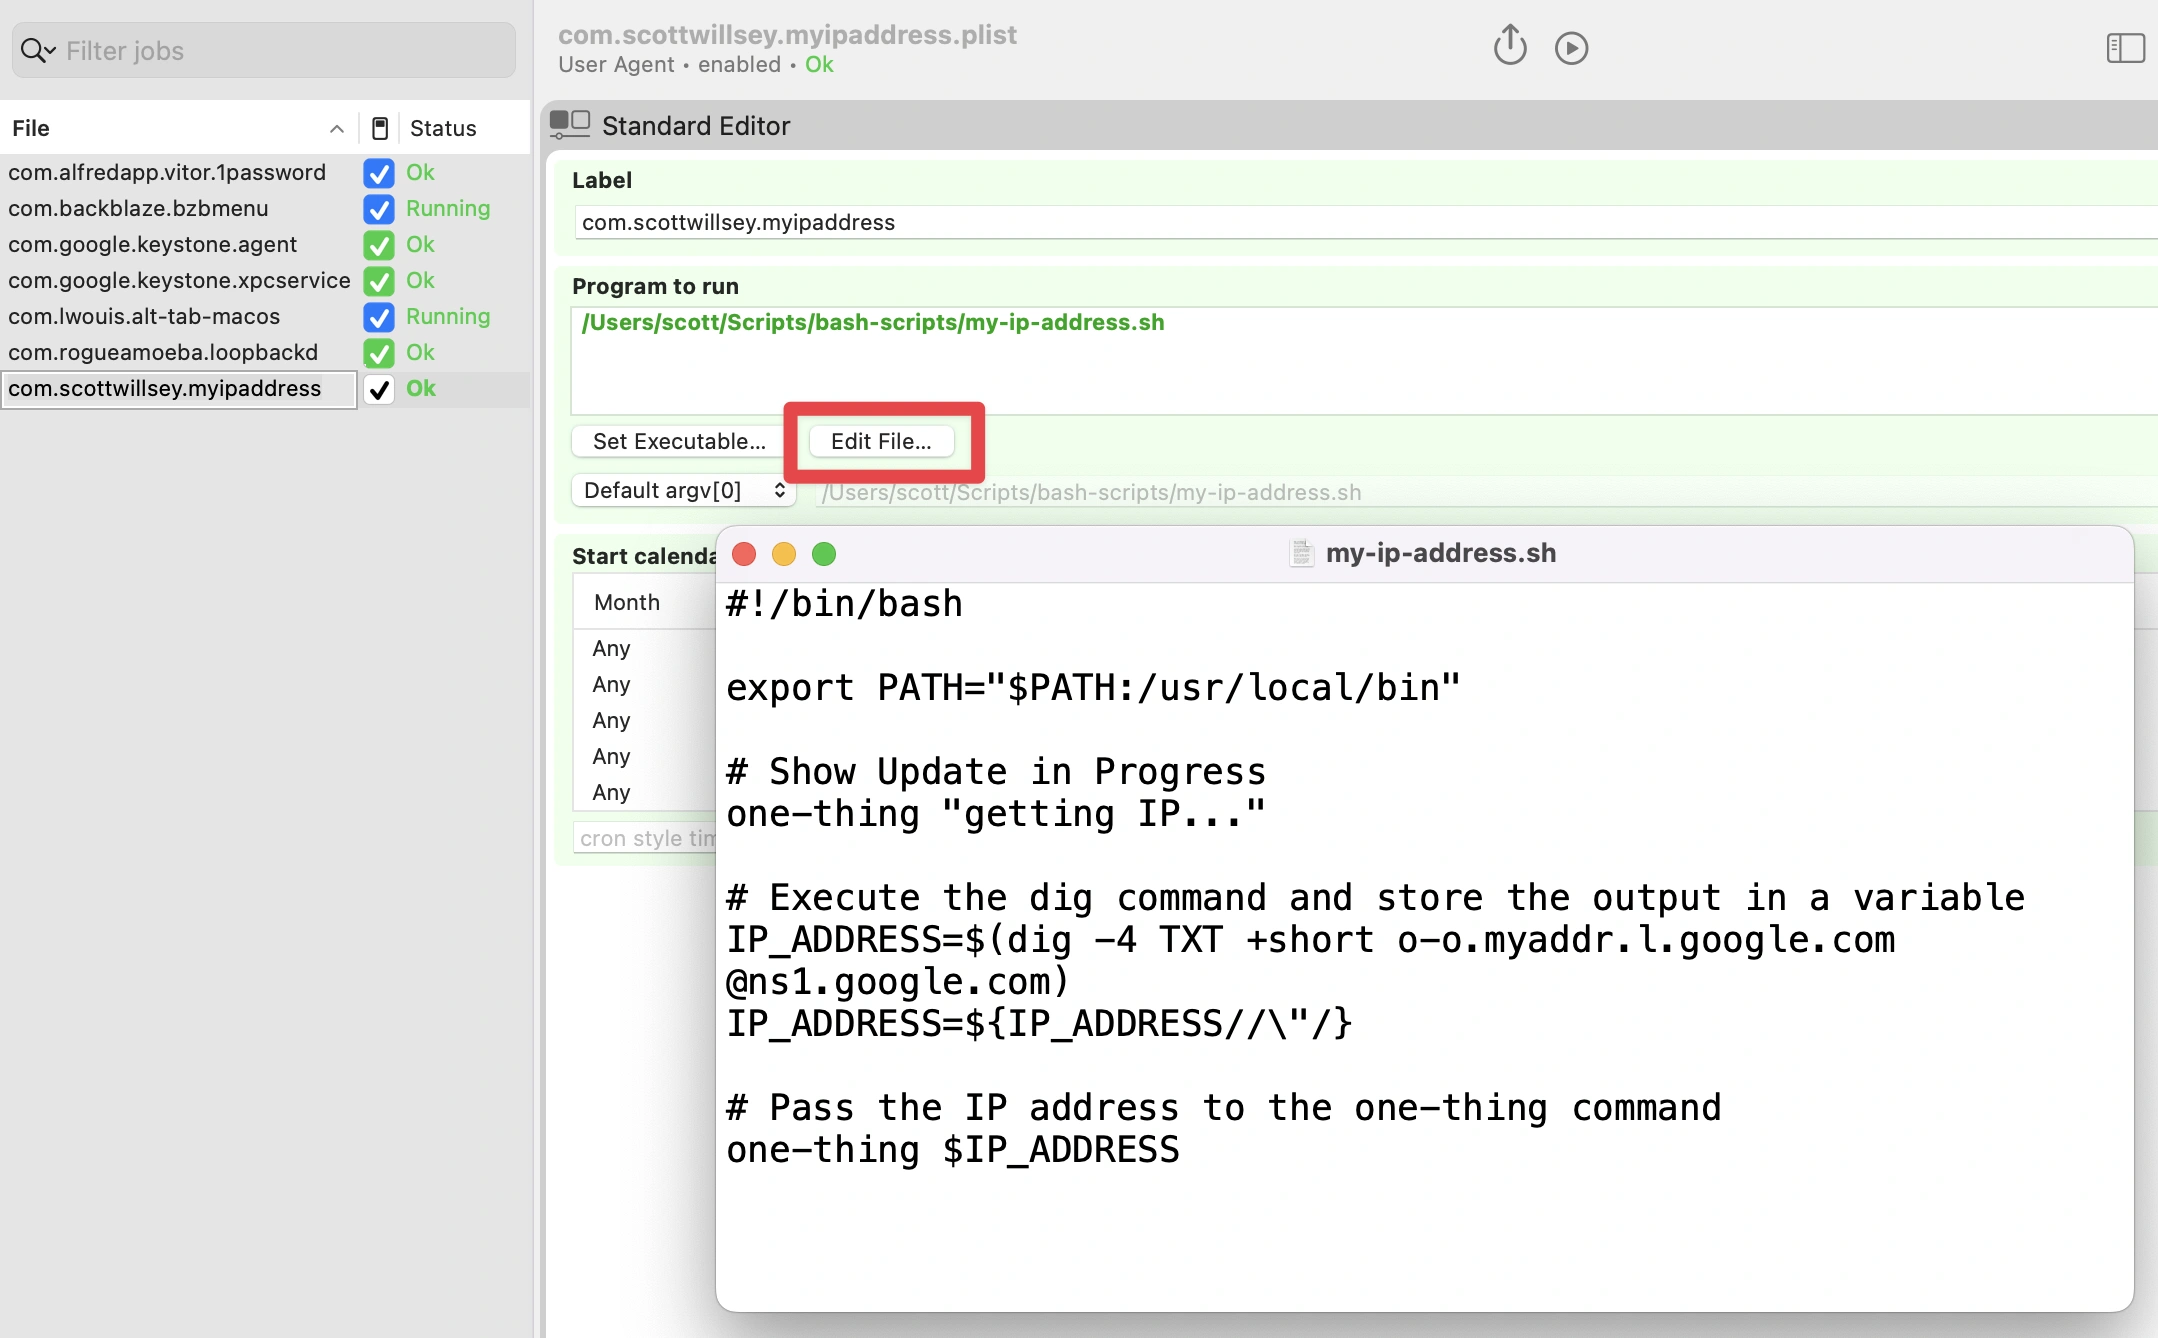 Filter jobs
File Status
com.alfredapp.vitor.1password Ok
com.backblaze.bzbmenu Running
com.google.keystone.agent Ok
com.google.keystone.xpcservice Ok
com.lwouis.alt-tab-macos Running
com.rogueamoeba.loopbackd Ok
com.scottwillsey.myipaddress Ok
com.scottwillsey.myipaddress.plist
User Agent • enabled • Ok
Standard Editor
Label
com.scottwillsey.myipaddress
Program to run
/Users/scott/Scripts/bash-scripts/my-ip-address.sh
Set Executable... Edit File...
Default argv[0] /Users/scott/Scripts/bash-scripts/my-ip-address.sh
Start calenda
Month
Any
Any
Any
Any
Any
cron style tim
my-ip-address.sh
#!/bin/bash
export PATH="$PATH:/usr/local/bin"
# Show Update in Progress
one-thing "getting IP..."
# Execute the dig command and store the output in a variable
IP_ADDRESS=$(dig -4 TXT +short o-o.myaddr.l.google.com
@ns1.google.com)
IP_ADDRESS=${IP_ADDRESS//\"/}
# Pass the IP address to the one-thing command
one-thing $IP_ADDRESS